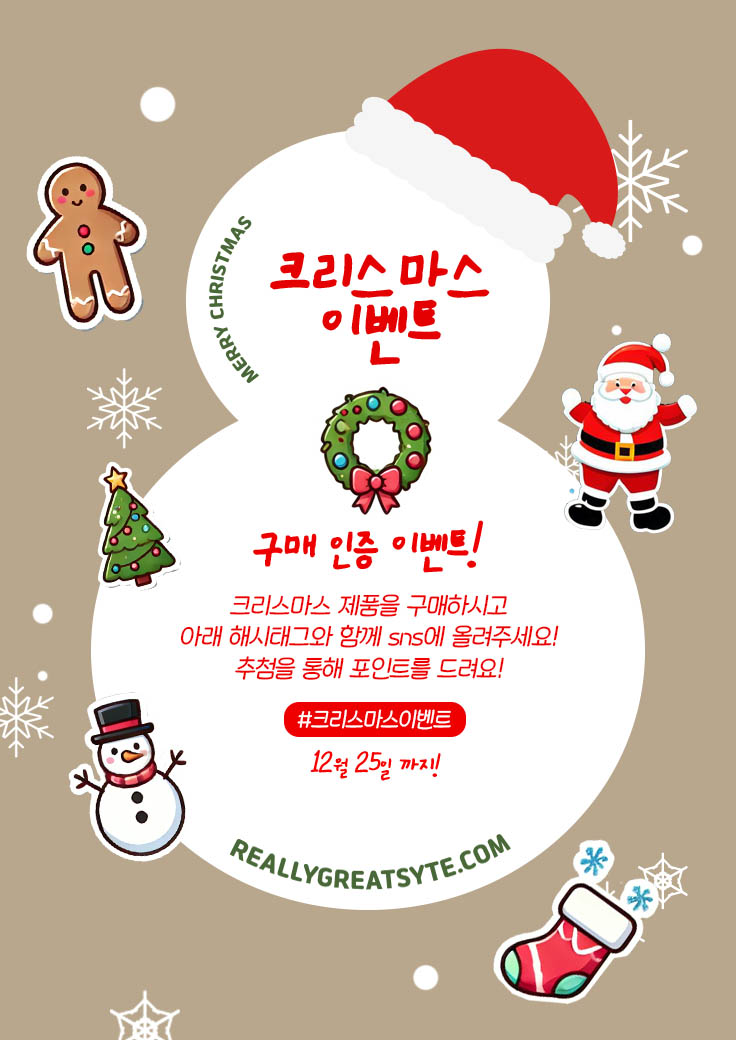 MERRY CHRISTMAS
크리스마스
이벤트
구매 인증 이벤트!
크리스마스 제품을 구매하시고
아래 해시태그와 함께 sns에 올려주세요!
추첨을 통해 포인트를 드려요!
#크리스마스이벤트
12월 25일 까지!
REALLYGREATSYTE.COM